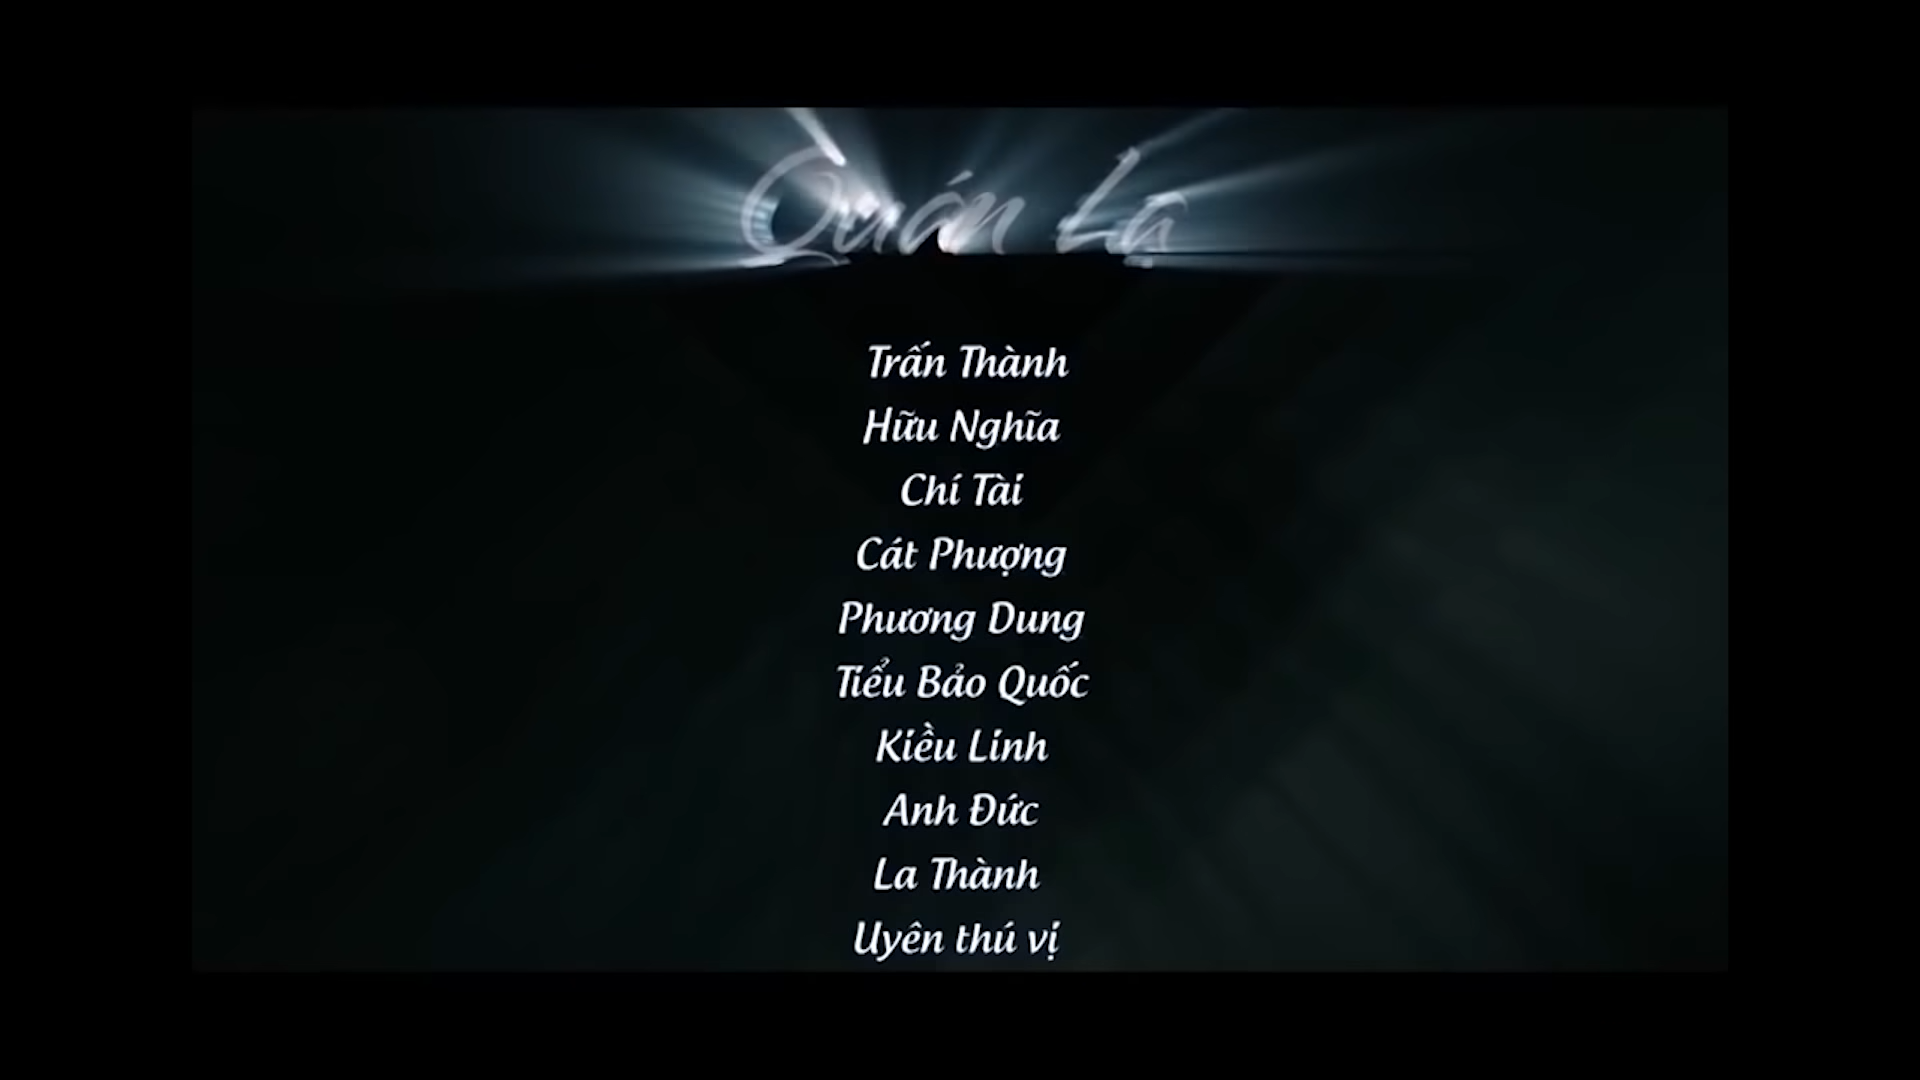 Quán Lạ
Trấn Thành
Hữu Nghĩa
Chí Tài
Cát Phượng
Phương Dung
Tiểu Bảo Quốc
Kiều Linh
Anh Đức
La Thành
Uyên thú vị